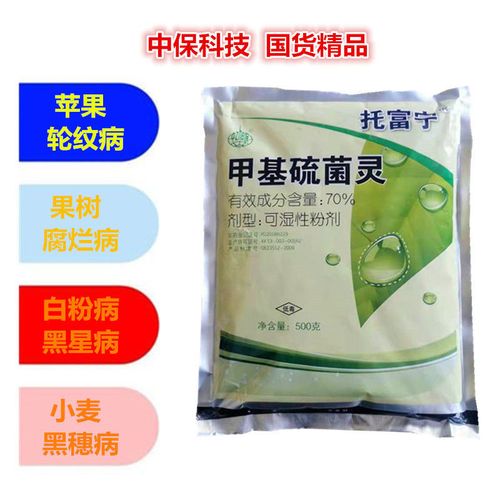 中保科技 国货精品
苹果
轮纹病
果树
腐烂病
白粉病
黑星病
小麦
黑穗病
托富宁
甲基硫菌灵
有效成分含量:70%
剂型:可湿性粉剂
低毒
净含量:500克